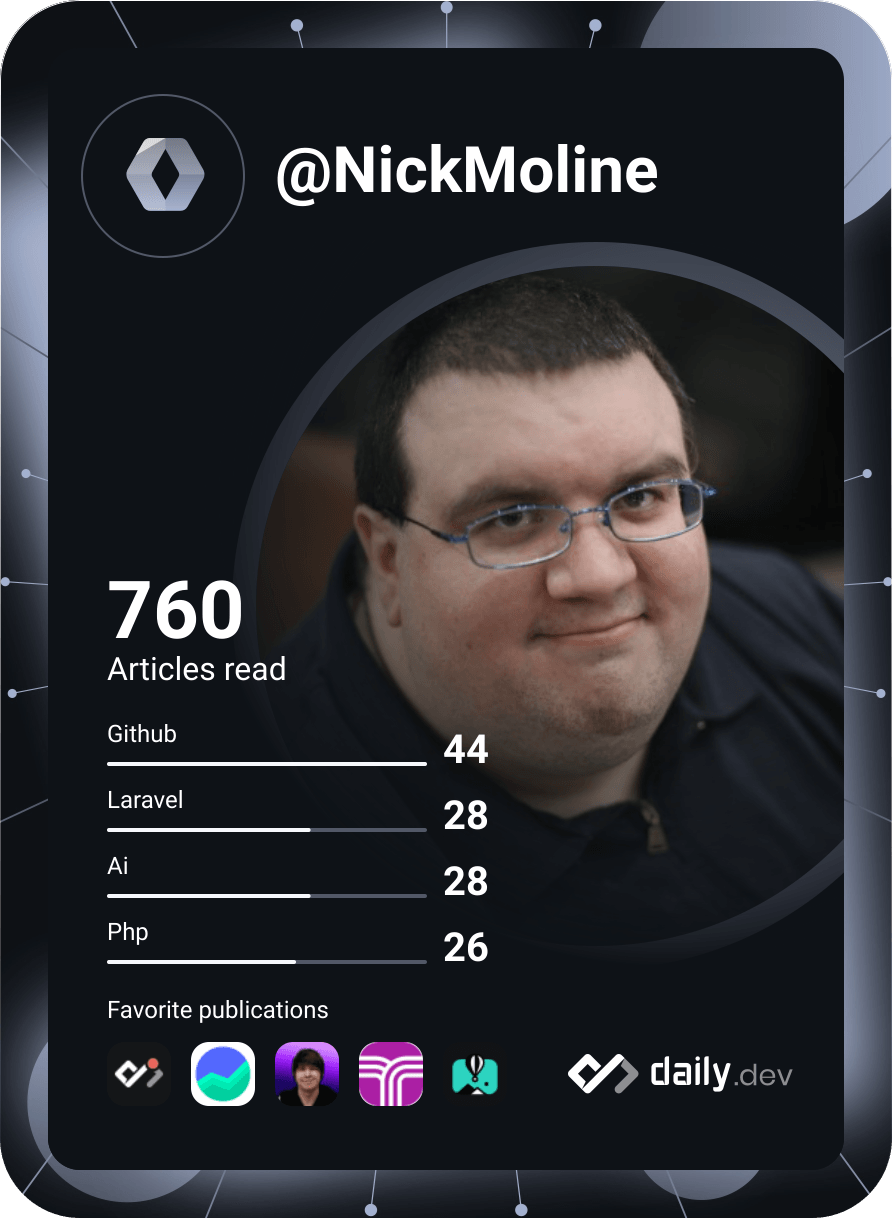 @NickMoline
760
Articles read
Github
44
Laravel
28
Ai
28
Php
26
Favorite publications
daily.dev